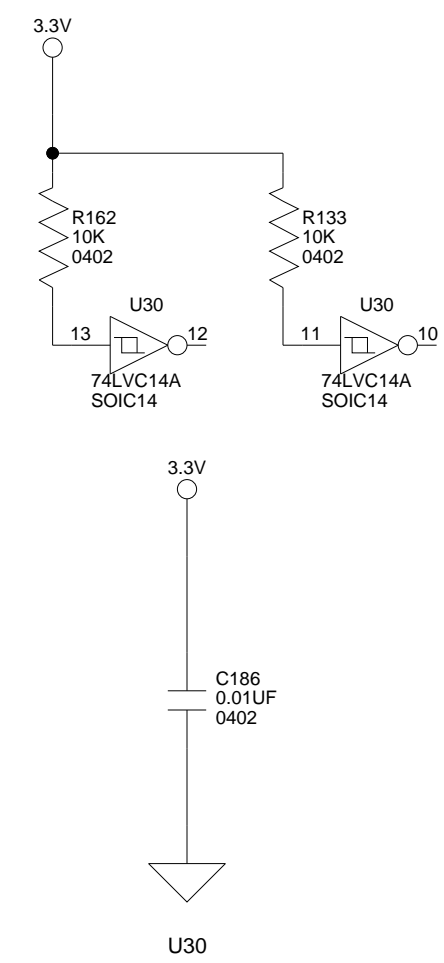 3.3V
R162
10K
0402
R133
10K
0402
U30
13
12
74LVC14A
SOIC14
U30
11
10
74LVC14A
SOIC14
3.3V
C186
0.01UF
0402
U30